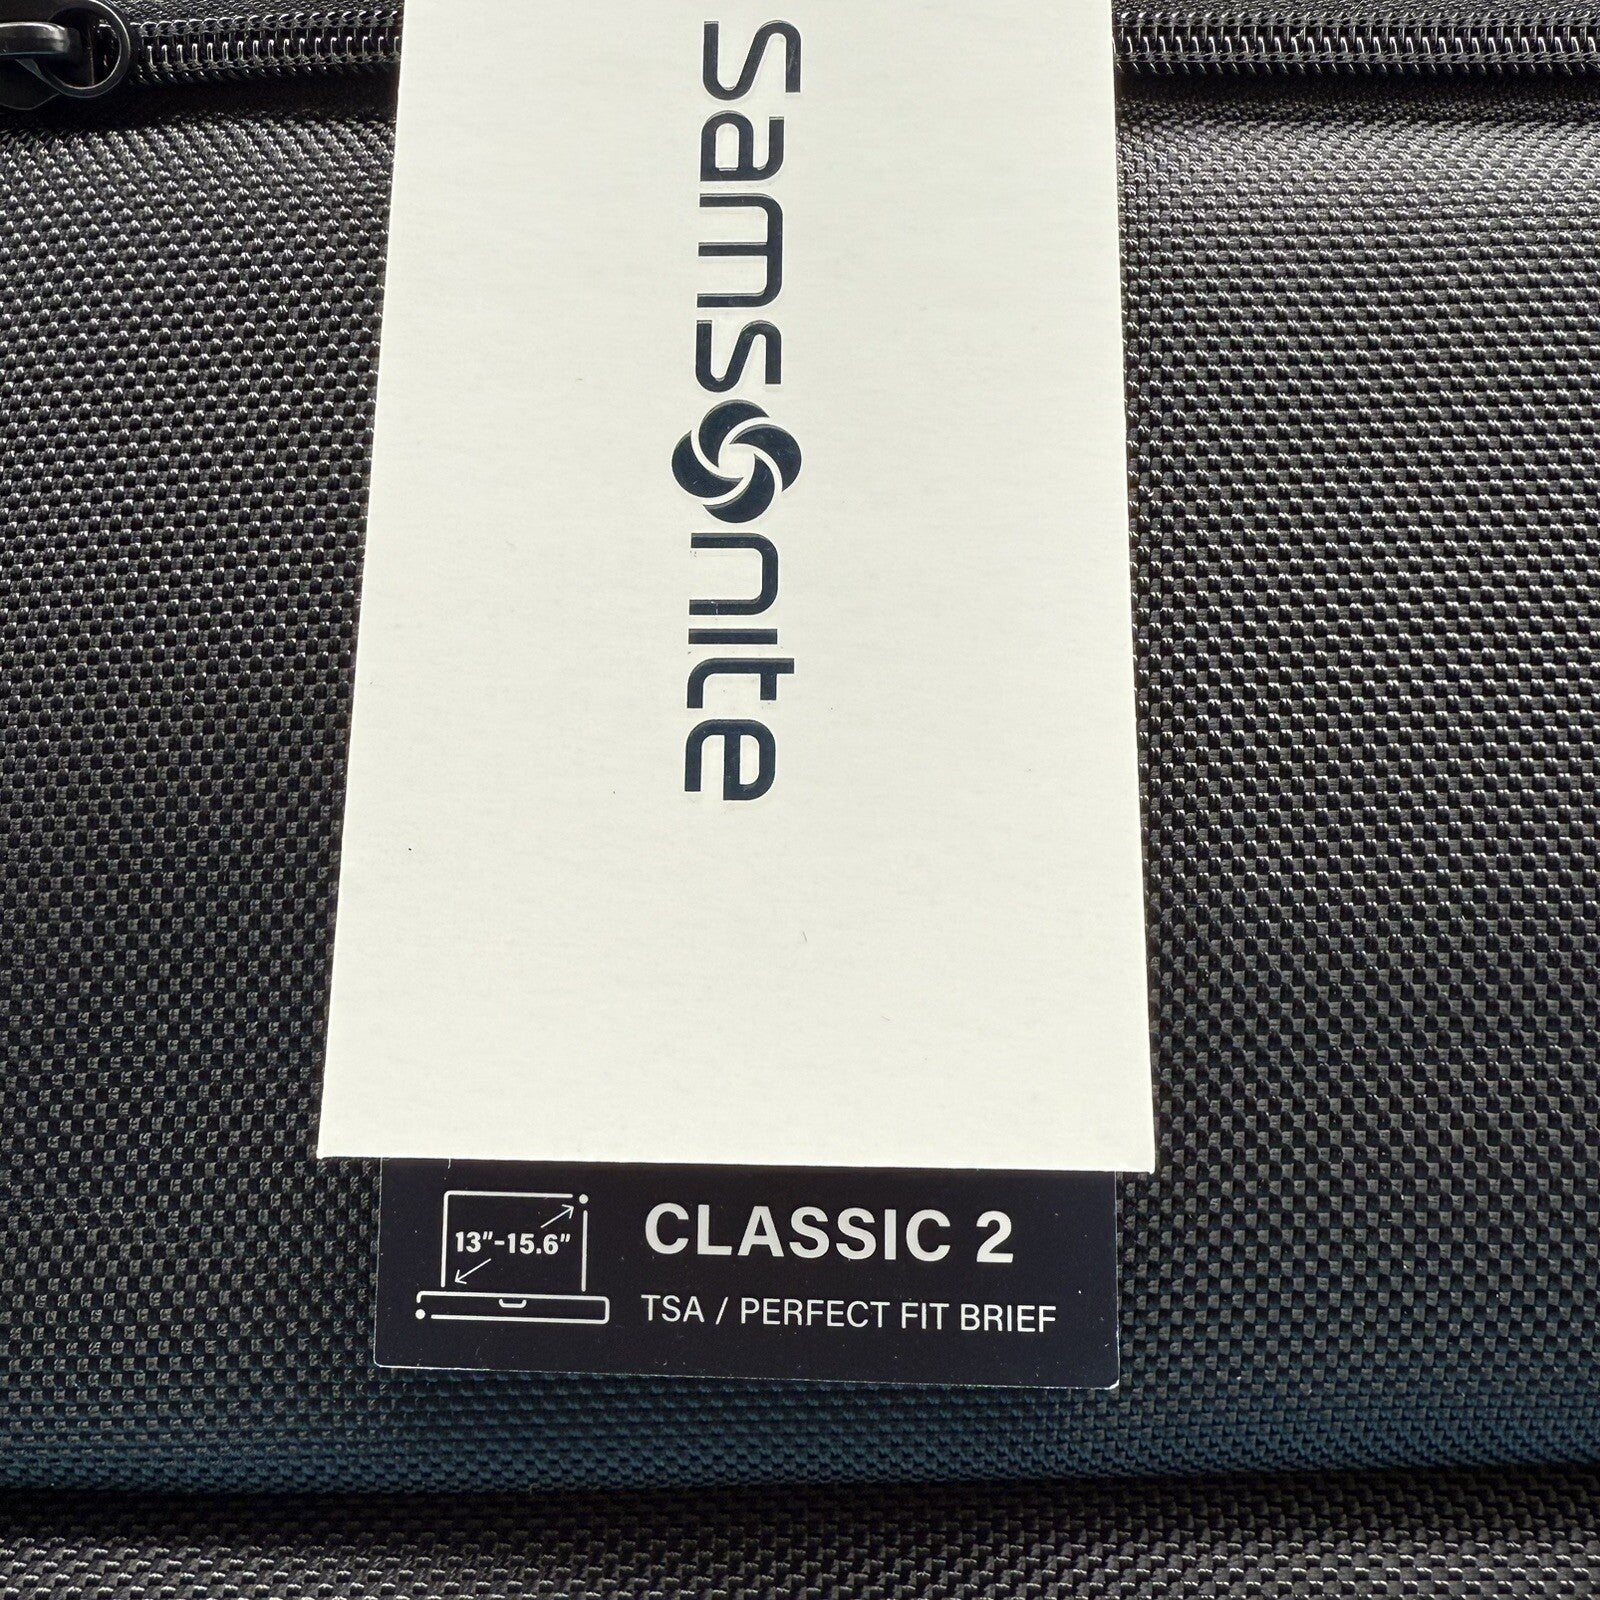 samsonite
13"-15.6"
CLASSIC 2
TSA / PERFECT FIT BRIEF